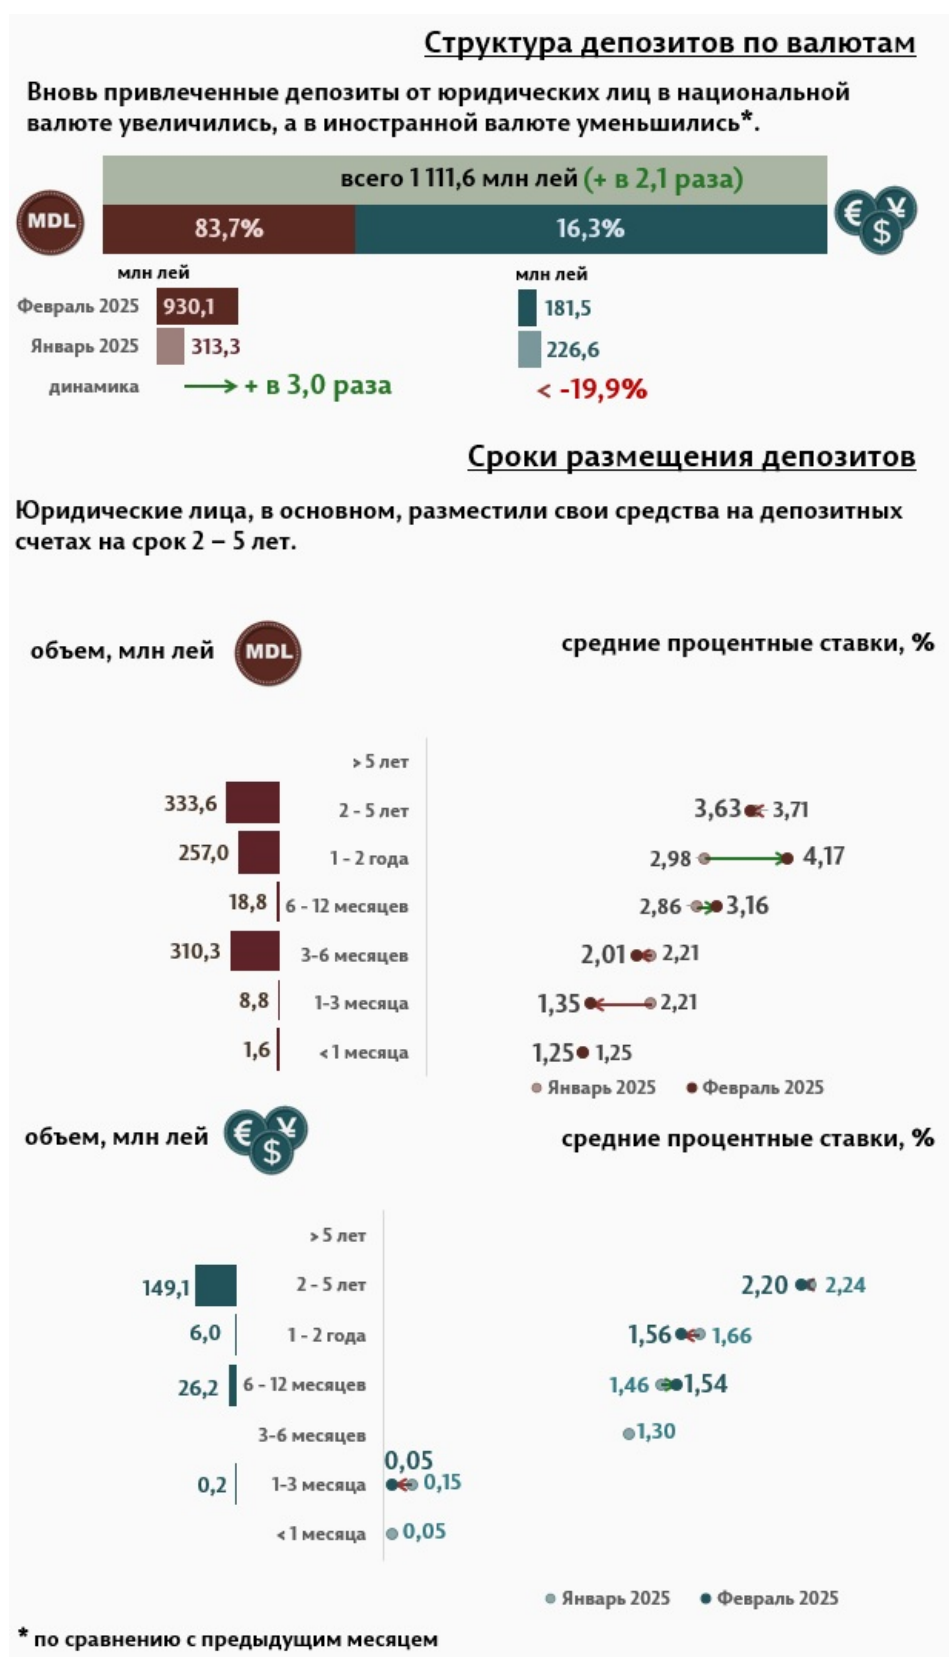 Структура депозитов по валютам
Вновь привлеченные депозиты от юридических лиц в национальной
валюте увеличились, а в иностранной валюте уменьшились*.
всего 1 111,6 млн лей (+ в 2,1 раза)
MDL 83,7% 16,3% € ¥ $
млн лей млн лей
Февраль 2025 930,1 181,5
Январь 2025 313,3 226,6
динамика + в 3,0 раза < -19,9%
Сроки размещения депозитов
Юридические лица, в основном, разместили свои средства на депозитных
счетах на срок 2 – 5 лет.
объем, млн лей MDL средние процентные ставки, %
> 5 лет
333,6 2 - 5 лет 3,63 3,71
257,0 1 - 2 года 2,98 4,17
18,8 6 - 12 месяцев 2,86 3,16
310,3 3-6 месяцев 2,01 2,21
8,8 1-3 месяца 1,35 2,21
1,6 < 1 месяца 1,25 1,25
Январь 2025 Февраль 2025
объем, млн лей € ¥ $ средние процентные ставки, %
> 5 лет
149,1 2 - 5 лет 2,20 2,24
6,0 1 - 2 года 1,56 1,66
26,2 6 - 12 месяцев 1,46 1,54
3-6 месяцев 1,30
0,05
0,2 1-3 месяца 0,15
< 1 месяца 0,05
Январь 2025 Февраль 2025
* по сравнению с предыдущим месяцем